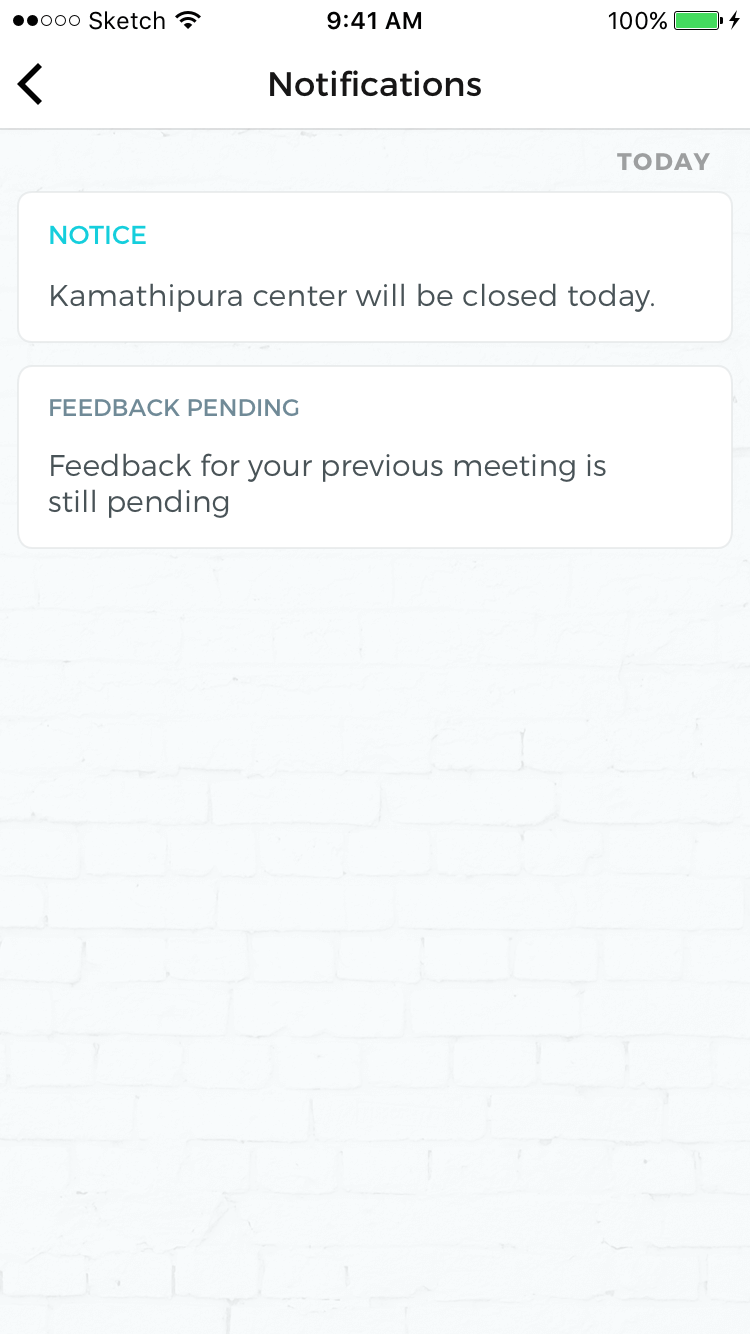 Sketch 9:41 AM 100%
Notifications
TODAY
NOTICE
Kamathipura center will be closed today.
FEEDBACK PENDING
Feedback for your previous meeting is
still pending